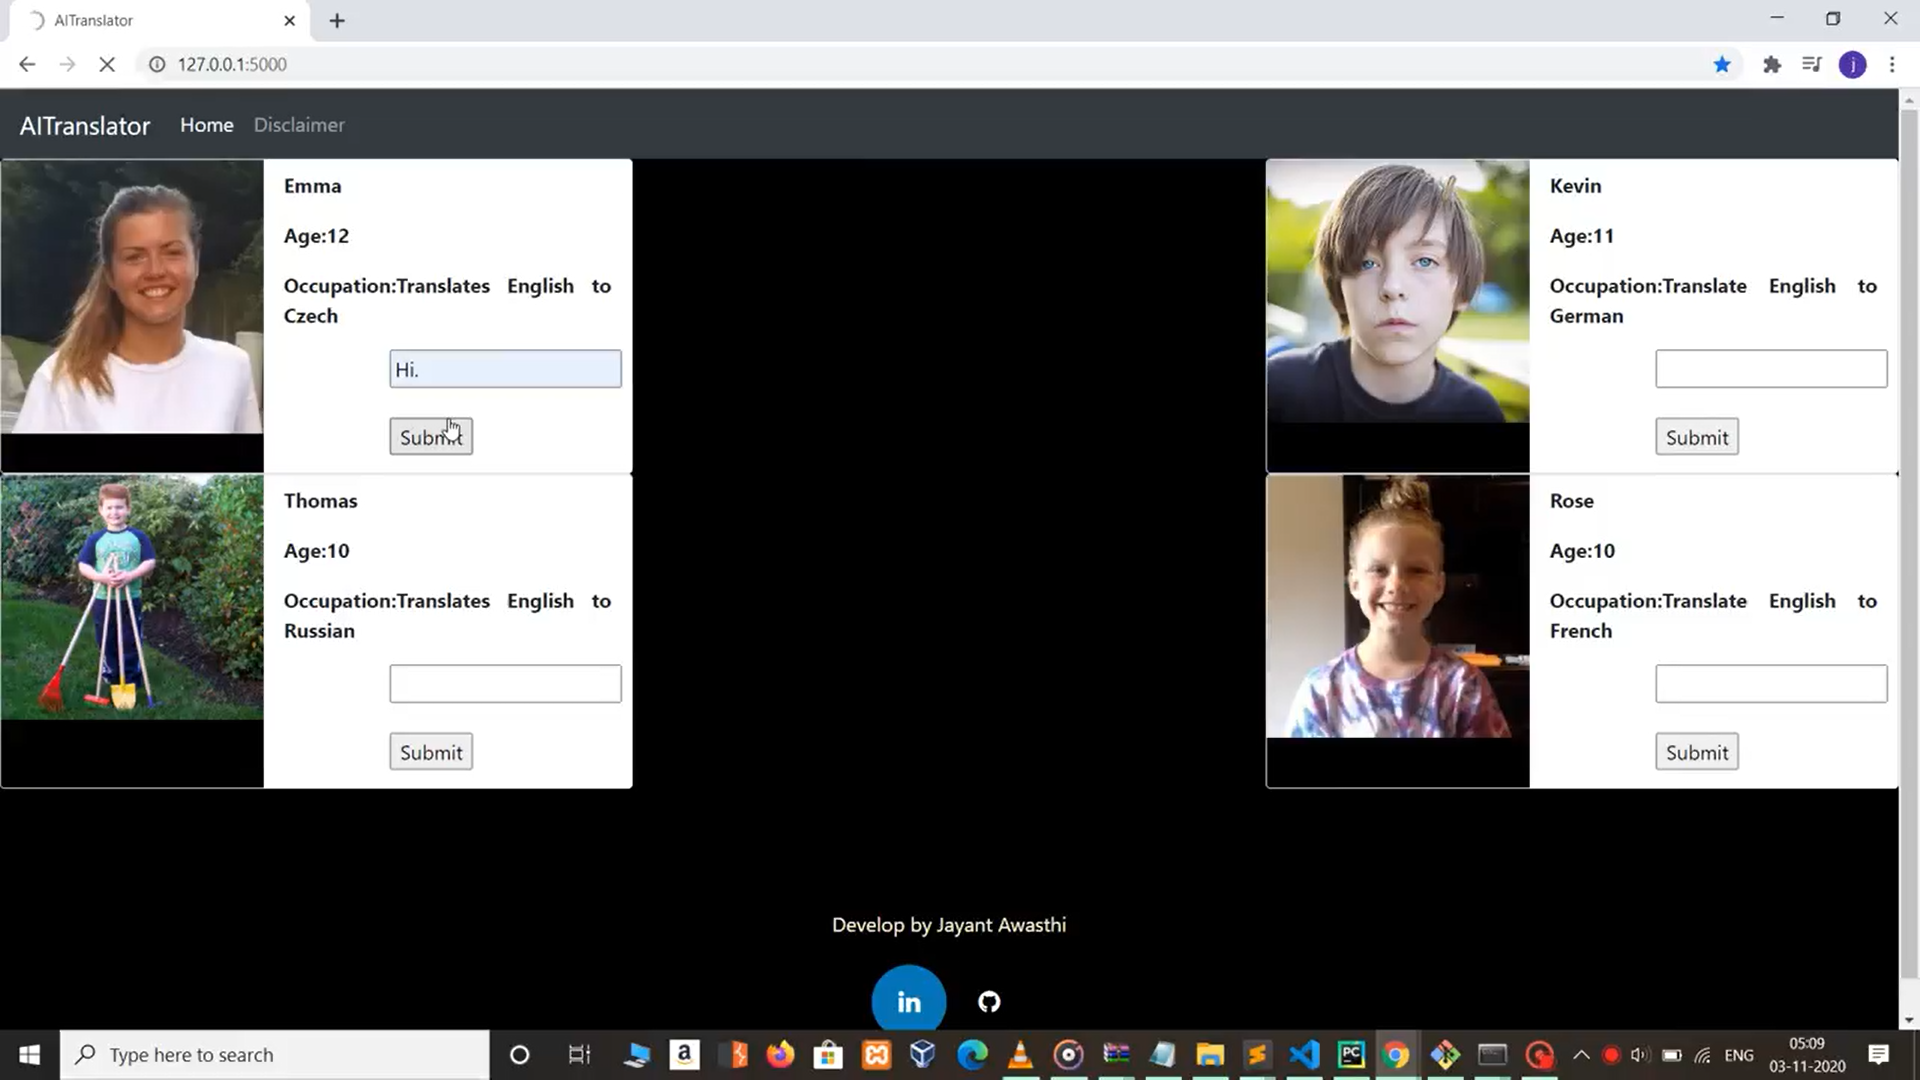 AITranslator
127.0.0.1:5000
AITranslator Home Disclaimer
Emma
Age:12
Occupation:Translates English to
Czech
Hi.
Submit
Thomas
Age:10
Occupation:Translates English to
Russian
Submit
Kevin
Age:11
Occupation:Translate English to
German
Submit
Rose
Age:10
Occupation:Translate English to
French
Submit
Develop by Jayant Awasthi
in
Type here to search
ENG
05:09
03-11-2020